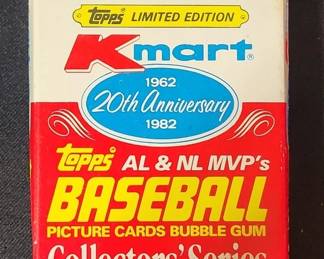 Topps LIMITED EDITION
Kmart®
1962
20th Anniversary
1982
Topps AL & NL MVP's
BASEBALL
PICTURE CARDS BUBBLE GUM
Collectors' Series